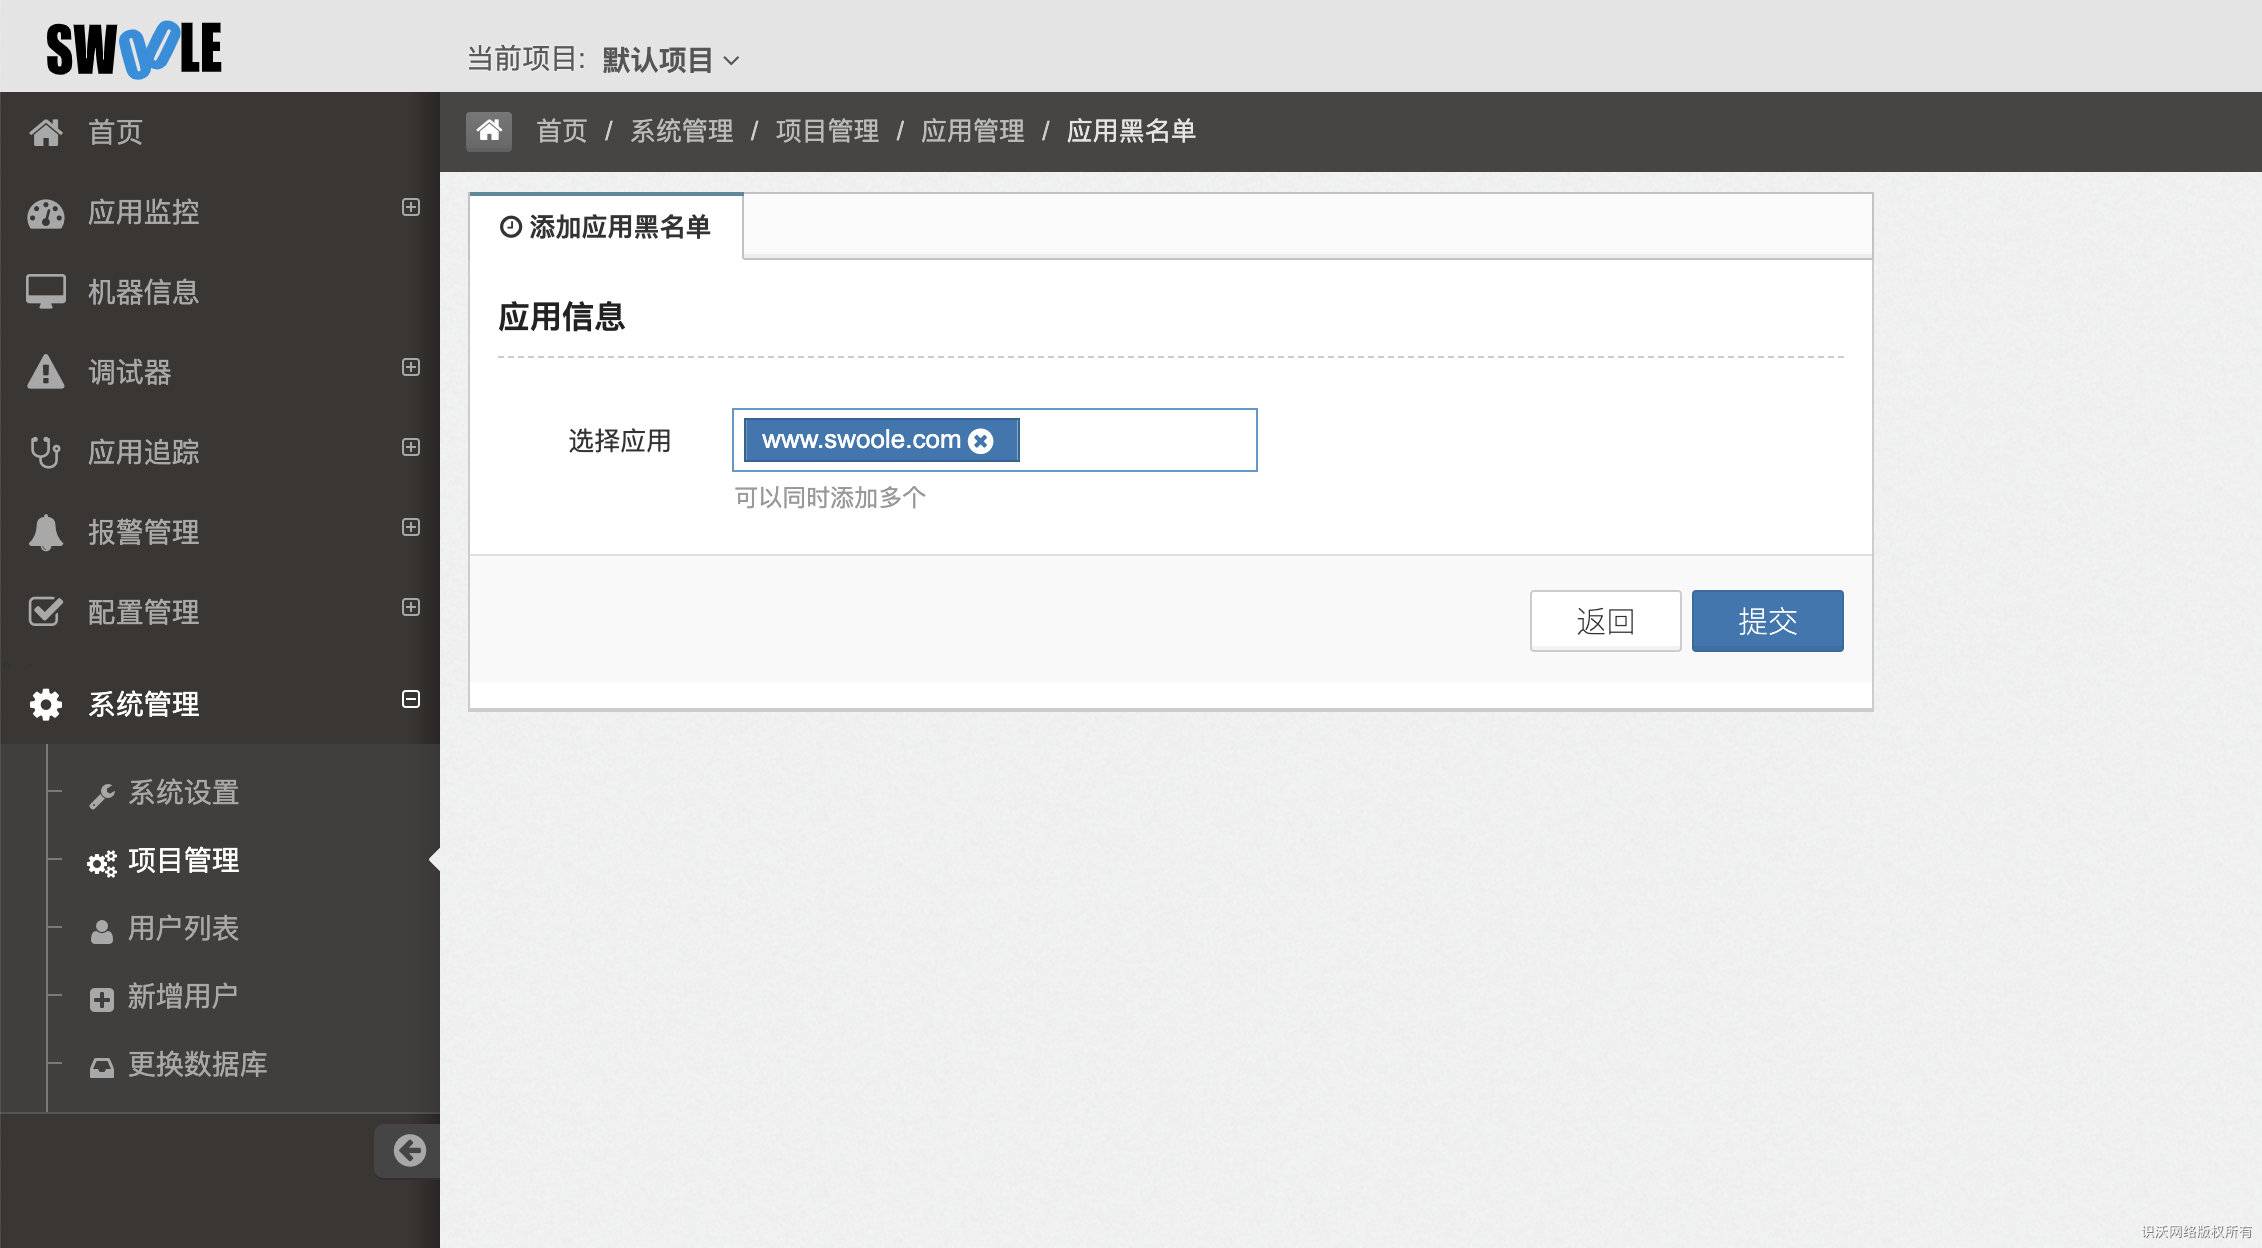 SWOOLE
当前项目: 默认项目
首页 / 系统管理 / 项目管理 / 应用管理 / 应用黑名单
首页
应用监控
机器信息
调试器
应用追踪
报警管理
配置管理
系统管理
系统设置
项目管理
用户列表
新增用户
更换数据库
添加应用黑名单
应用信息
选择应用
www.swoole.com
可以同时添加多个
返回
提交
识沃网络版权所有